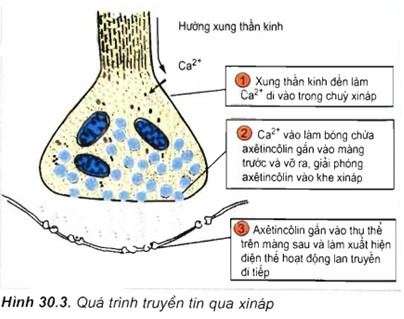 Hướng xung thần kinh
Ca2+
1 Xung thần kinh đến làm
Ca2+ đi vào trong chuỳ xináp
2 Ca2+ vào làm bóng chứa
axêtincôlin gắn vào màng
trước và vỡ ra, giải phóng
axêtincôlin vào khe xináp
3 Axêtincôlin gắn vào thụ thể
trên màng sau và làm xuất hiện
điện thế hoạt động lan truyền
đi tiếp
Hình 30.3. Quá trình truyền tin qua xináp